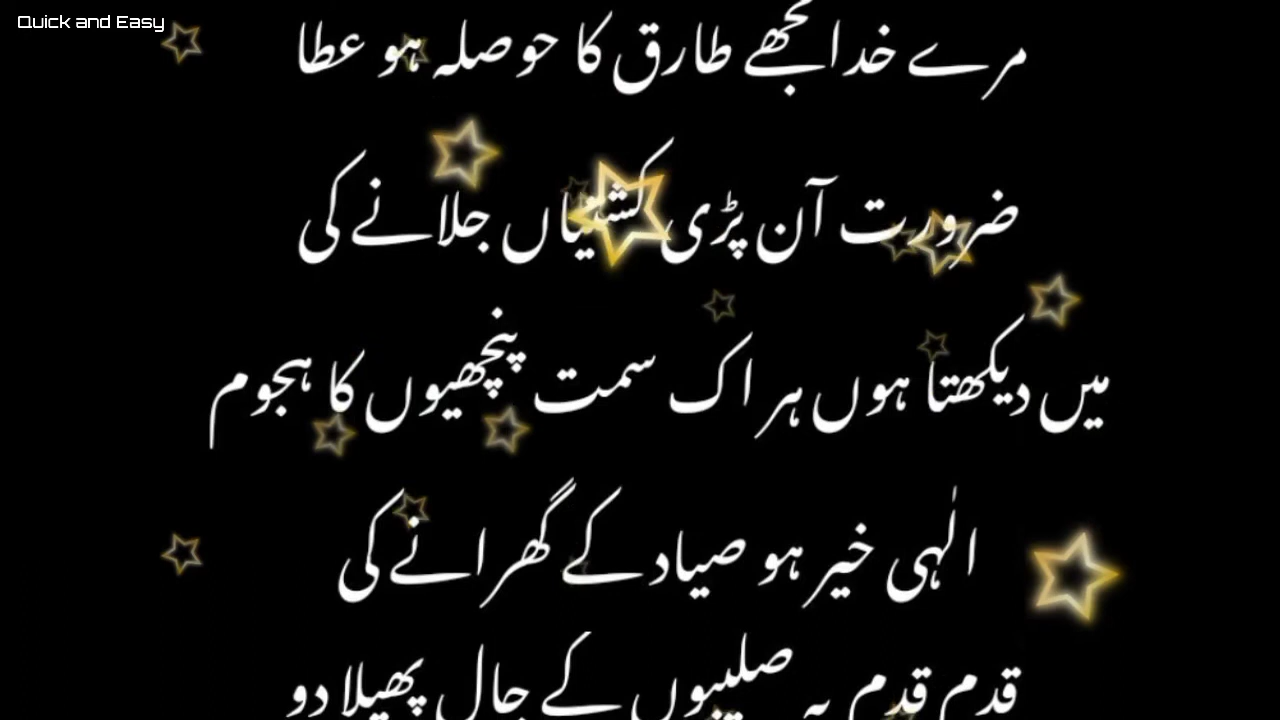 Quick and Easy
مرے خدا مجھے طارق کا حوصلہ ہو عطا
ضرورت آن پڑی کشتیاں جلانے کی
میں دیکھتا ہوں ہر اک سمت پنچھیوں کا ہجوم
الٰہی خیر ہو صیاد کے گھرانے کی
قدم قدم پہ صلیبوں کے جال پھیلا دو